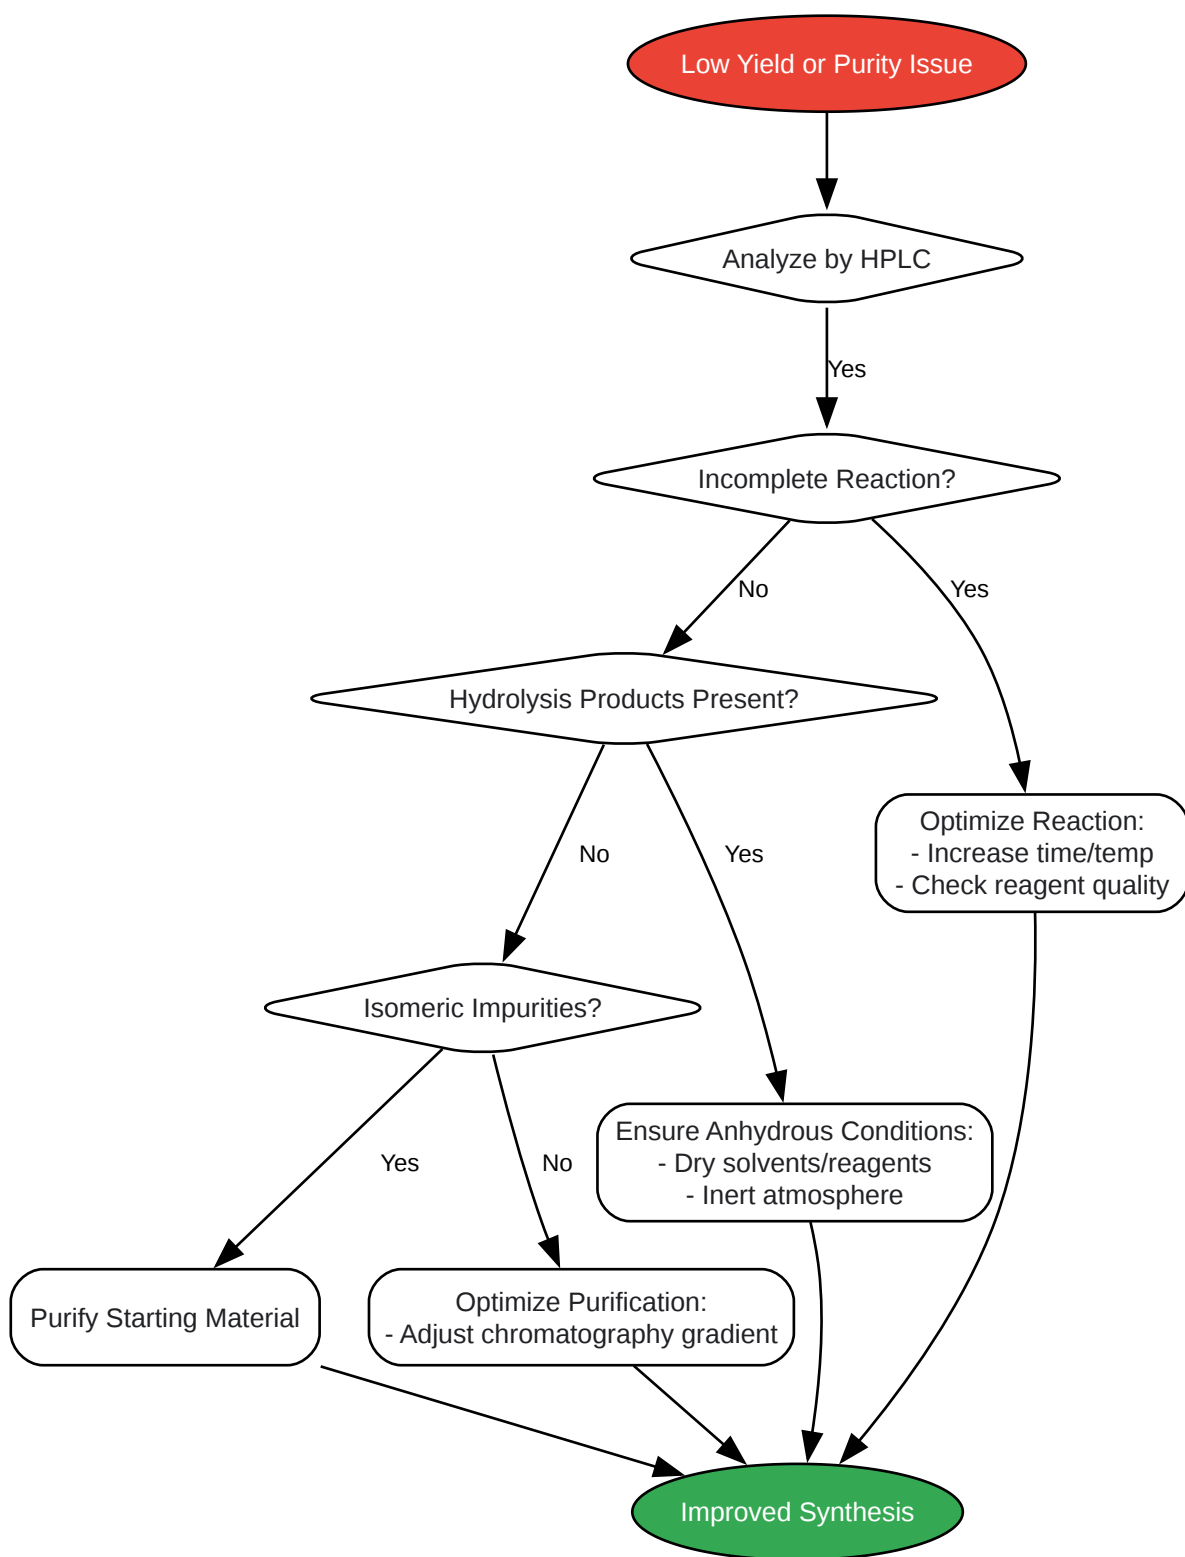 Low Yield or Purity Issue
Analyze by HPLC
Yes
Incomplete Reaction?
No
Yes
Hydrolysis Products Present?
Optimize Reaction:
- Increase time/temp
- Check reagent quality
No
Yes
Isomeric Impurities?
Ensure Anhydrous Conditions:
- Dry solvents/reagents
- Inert atmosphere
Yes
No
Purify Starting Material
Optimize Purification:
- Adjust chromatography gradient
Improved Synthesis